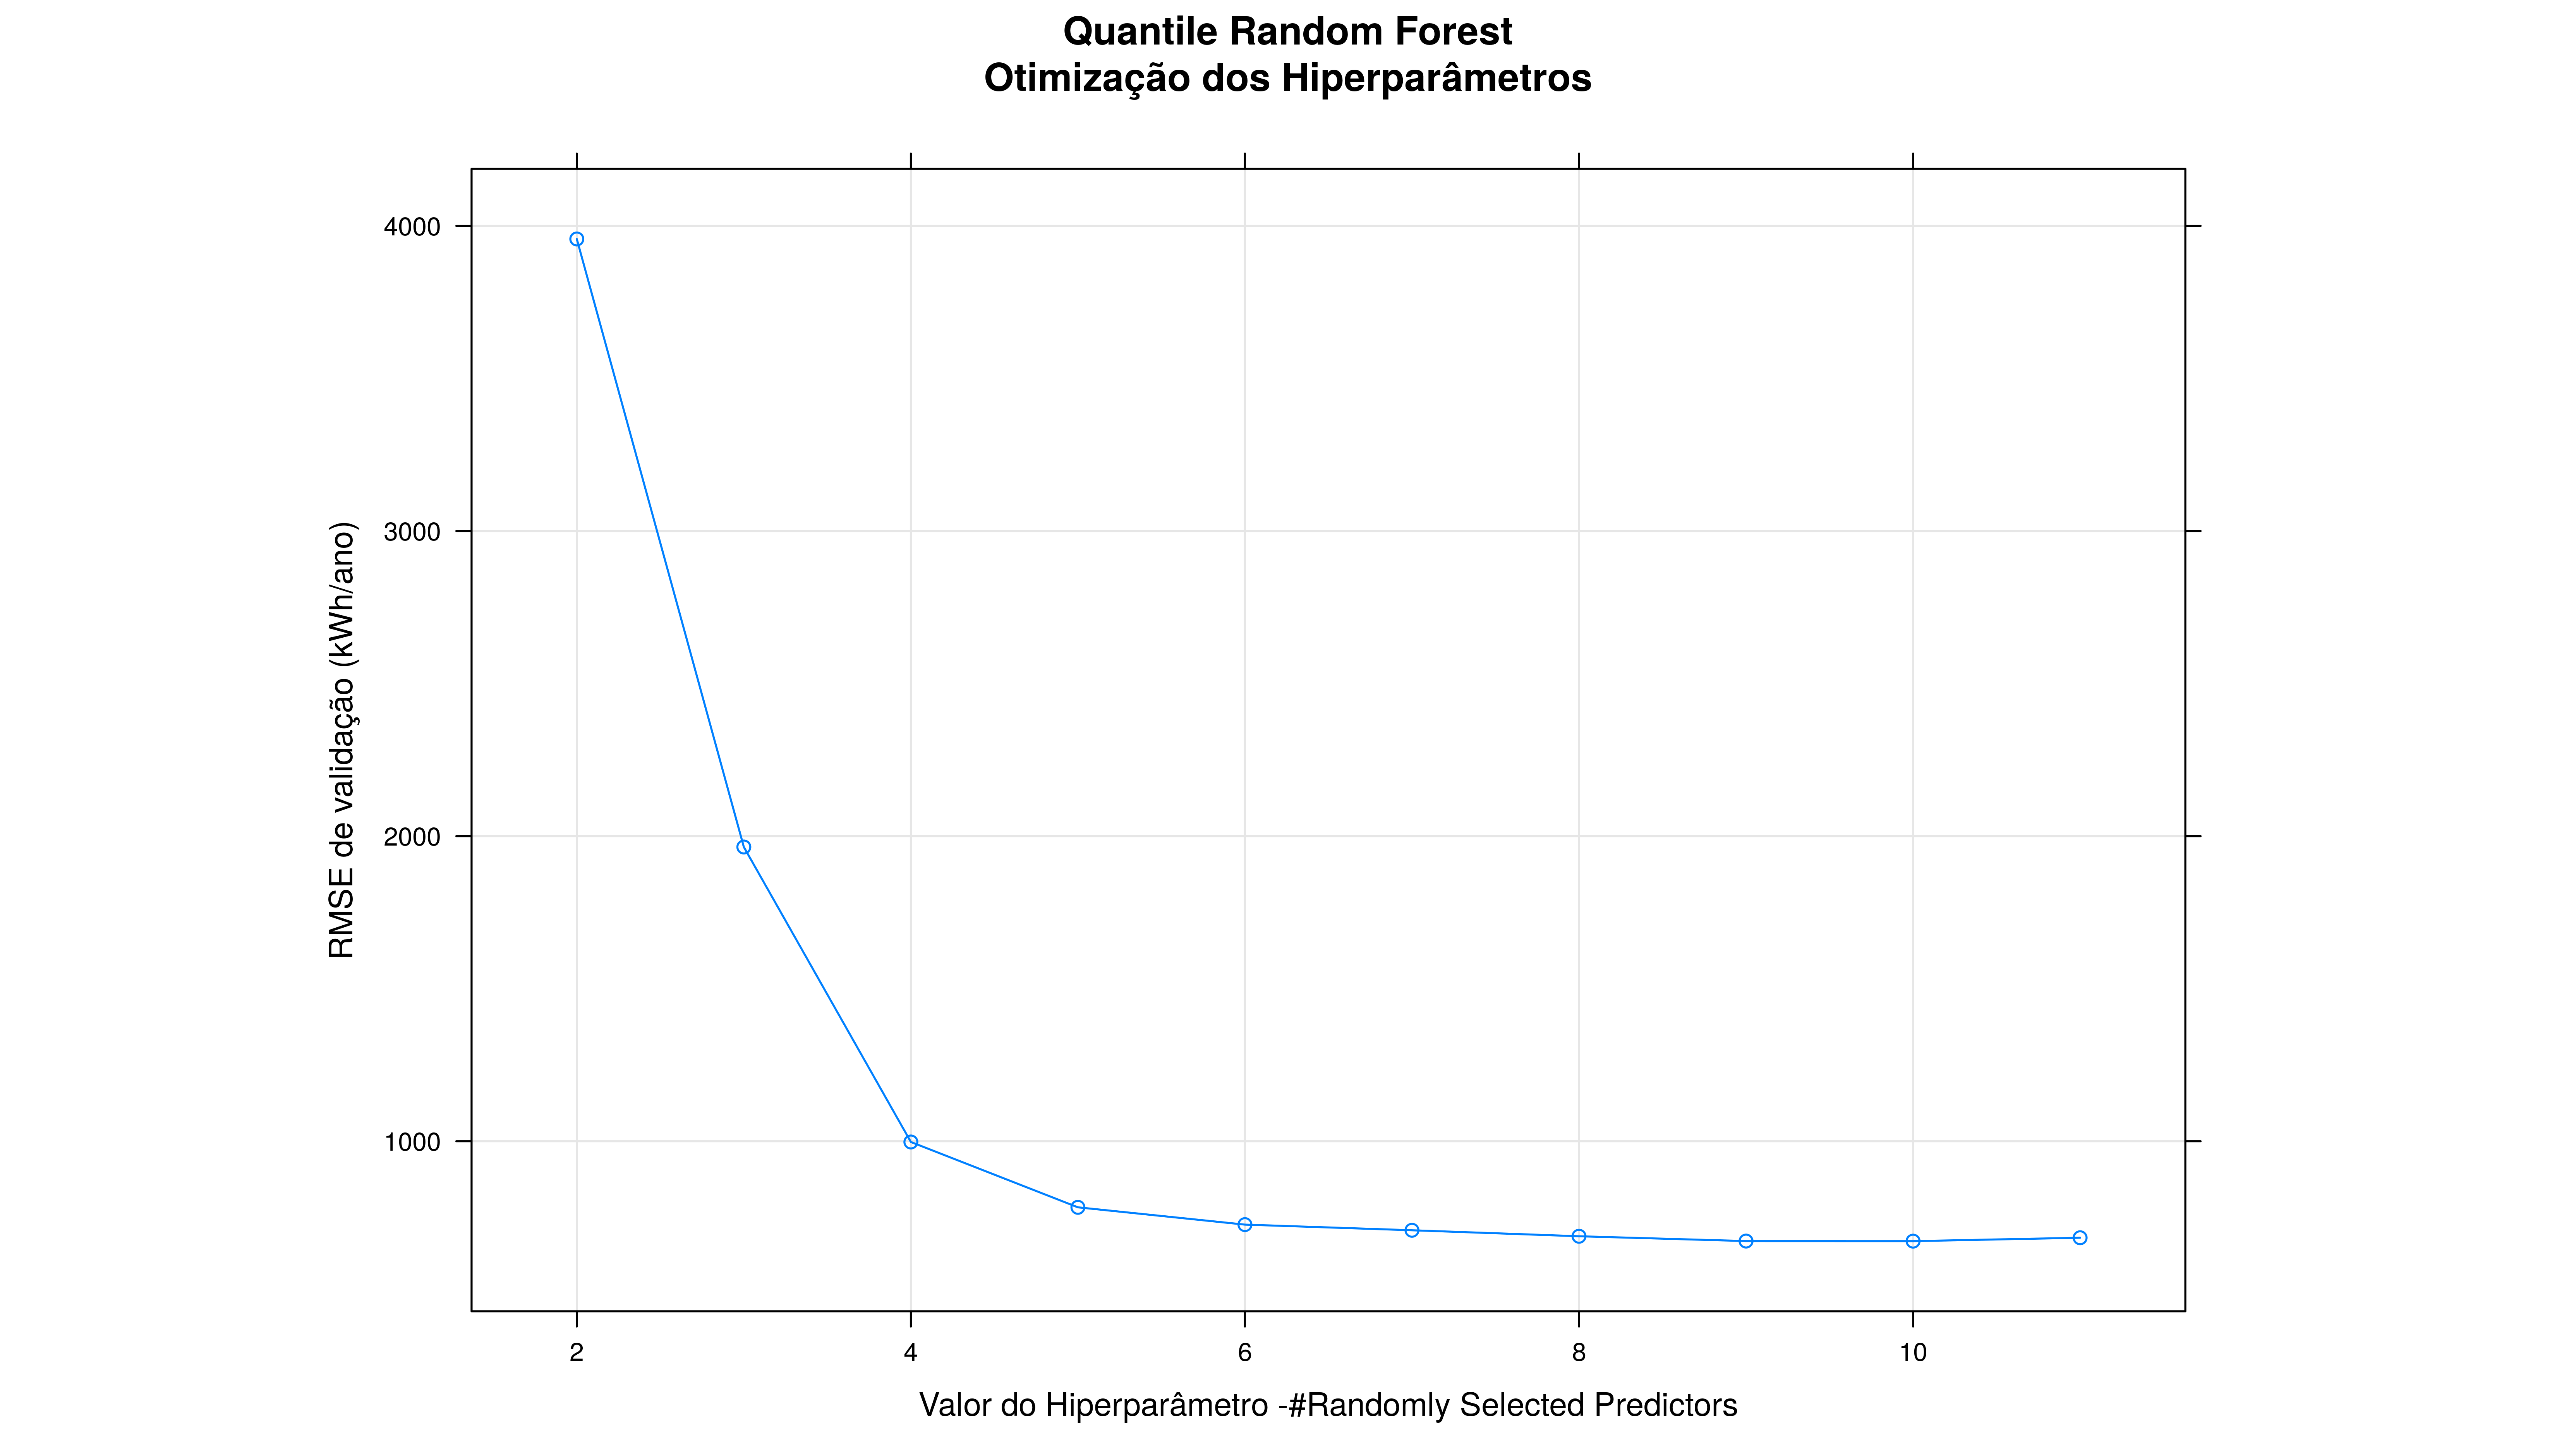 Quantile Random Forest
Otimização dos Hiperparâmetros
RMSE de validação (kWh/ano)
4000
3000
2000
1000
2 4 6 8 10
Valor do Hiperparâmetro -#Randomly Selected Predictors